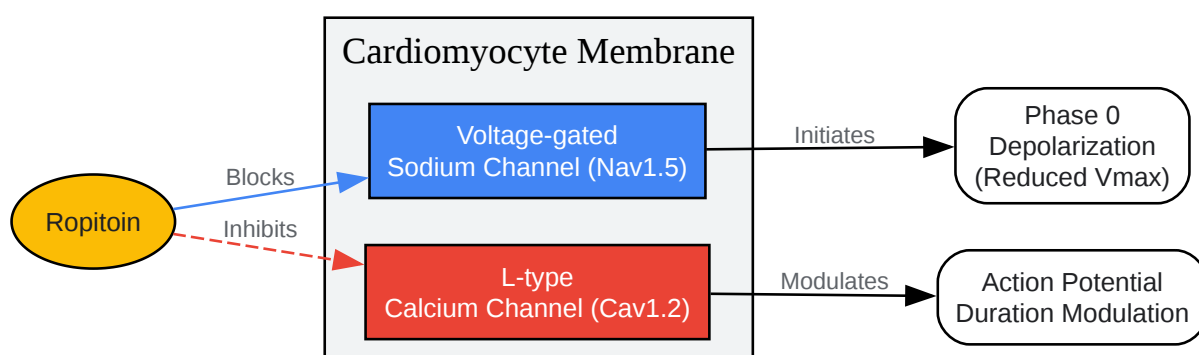 Cardiomyocyte Membrane
Voltage-gated
Sodium Channel (Nav1.5)
Initiates
Phase 0
Depolarization
(Reduced Vmax)
Blocks
Ropitoin
Inhibits
L-type
Calcium Channel (Cav1.2)
Modulates
Action Potential
Duration Modulation